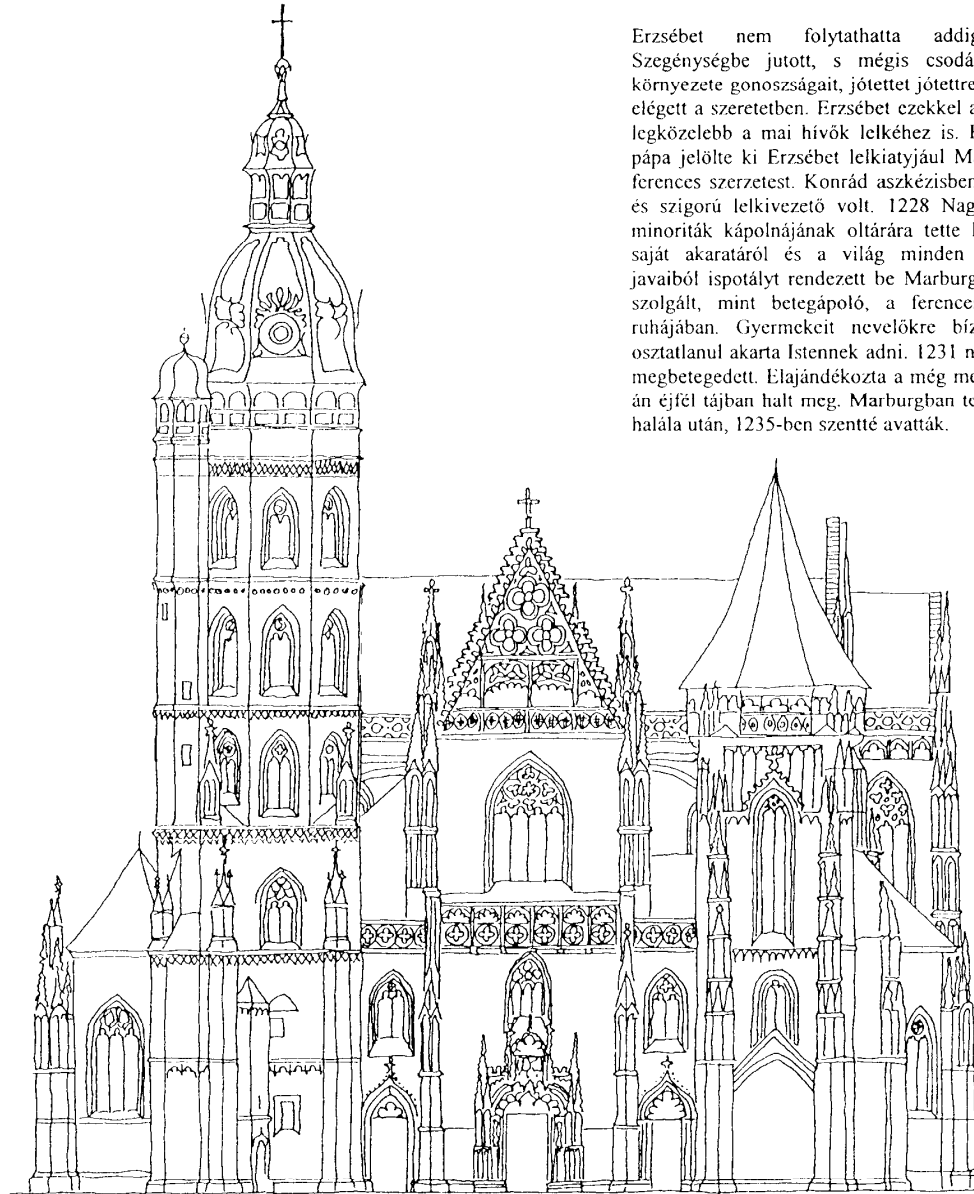 Erzsébet nem folytathatta addig
Szegénységbe jutott, s mégis csodá
környezete gonoszságait, jótettet jótettre
elégett a szeretetben. Erzsébet ezekkel a
legközelebb a mai hívők lelkéhez is.
pápa jelölte ki Erzsébet lelkiatyjául M
ferences szerzetest. Konrád aszkézisben
és szigorú lelkivezető volt. 1228 Nag
minoriták kápolnájának oltárára tette
saját akaratáról és a világ minden
javaiból ispotályt rendezett be Marburg
szolgált, mint betegápoló, a ference
ruhájában. Gyermekeit nevelőkre bíz
osztatlanul akarta Istennek adni. 1231 n
megbetegedett. Elajándékozta a még me
án éjfél tájban halt meg. Marburgban te
halála után, 1235-ben szentté avatták.